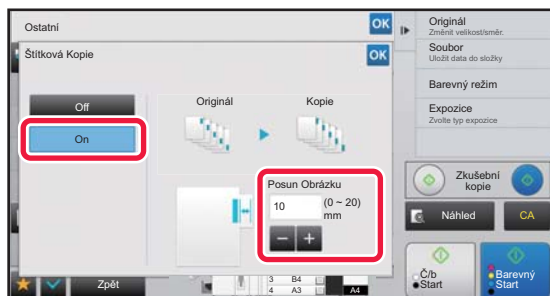 Ostatní
OK
Štítková Kopie
OK
Off
On
Originál
Kopie
Posun Obrázku
10
(0 ~ 20)
mm
Zpět
3 B4
4 A3
A4
Originál
Změnit velikost/směr.
Soubor
Uložit data do složky
Barevný režim
Expozice
Zvolte typ expozice
Zkušební
kopie
Náhled
CA
Č/b
Start
Barevný
Start